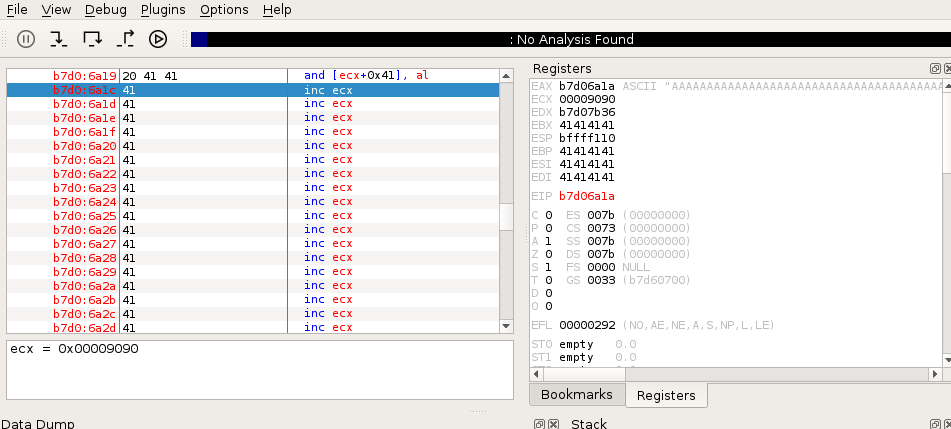 File View Debug Plugins Options Help
: No Analysis Found
b7d0:6a19 20 41 41 and [ecx+0x41], al
b7d0:6a1c 41 inc ecx
b7d0:6a1d 41 inc ecx
b7d0:6a1e 41 inc ecx
b7d0:6a1f 41 inc ecx
b7d0:6a20 41 inc ecx
b7d0:6a21 41 inc ecx
b7d0:6a22 41 inc ecx
b7d0:6a23 41 inc ecx
b7d0:6a24 41 inc ecx
b7d0:6a25 41 inc ecx
b7d0:6a26 41 inc ecx
b7d0:6a27 41 inc ecx
b7d0:6a28 41 inc ecx
b7d0:6a29 41 inc ecx
b7d0:6a2a 41 inc ecx
b7d0:6a2b 41 inc ecx
b7d0:6a2c 41 inc ecx
b7d0:6a2d 41 inc ecx
ecx = 0x00009090
Data Dump
Registers
EAX b7d06a1a ASCII "AAAAAAAAAAAAAAAAAAAAAAAAAAAAAAAAAAAAAAA
ECX 00009090
EDX b7d07b36
EBX 41414141
ESP bffff110
EBP 41414141
ESI 41414141
EDI 41414141
EIP b7d06a1a
C 0 ES 007b (00000000)
P 0 CS 0073 (00000000)
A 1 SS 007b (00000000)
Z 0 DS 007b (00000000)
S 1 FS 0000 NULL
T 0 GS 0033 (b7d60700)
D 0
O 0
EFL 00000292 (NO,AE,NE,A,S,NP,L,LE)
ST0 empty 0.0
ST1 empty 0.0
Bookmarks Registers
Stack